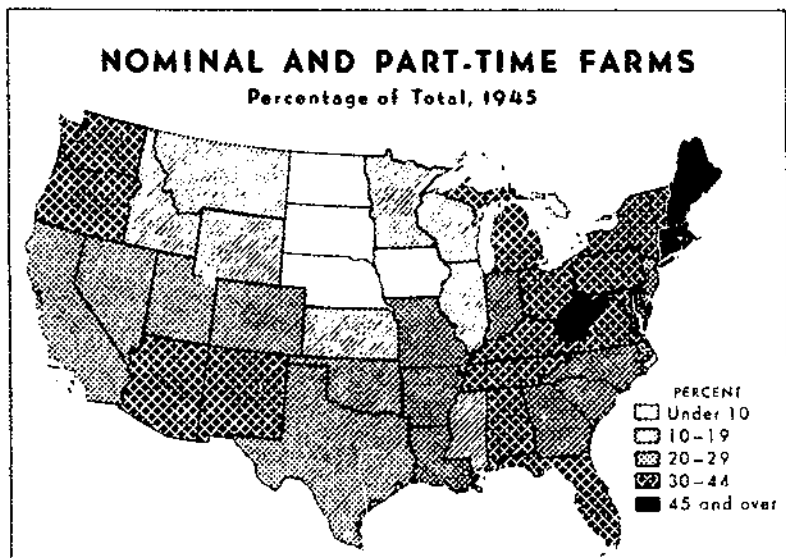 NOMINAL AND PART-TIME FARMS
Percentage of Total, 1945
PERCENT
Under 10
10-19
20-29
30-44
45 and over